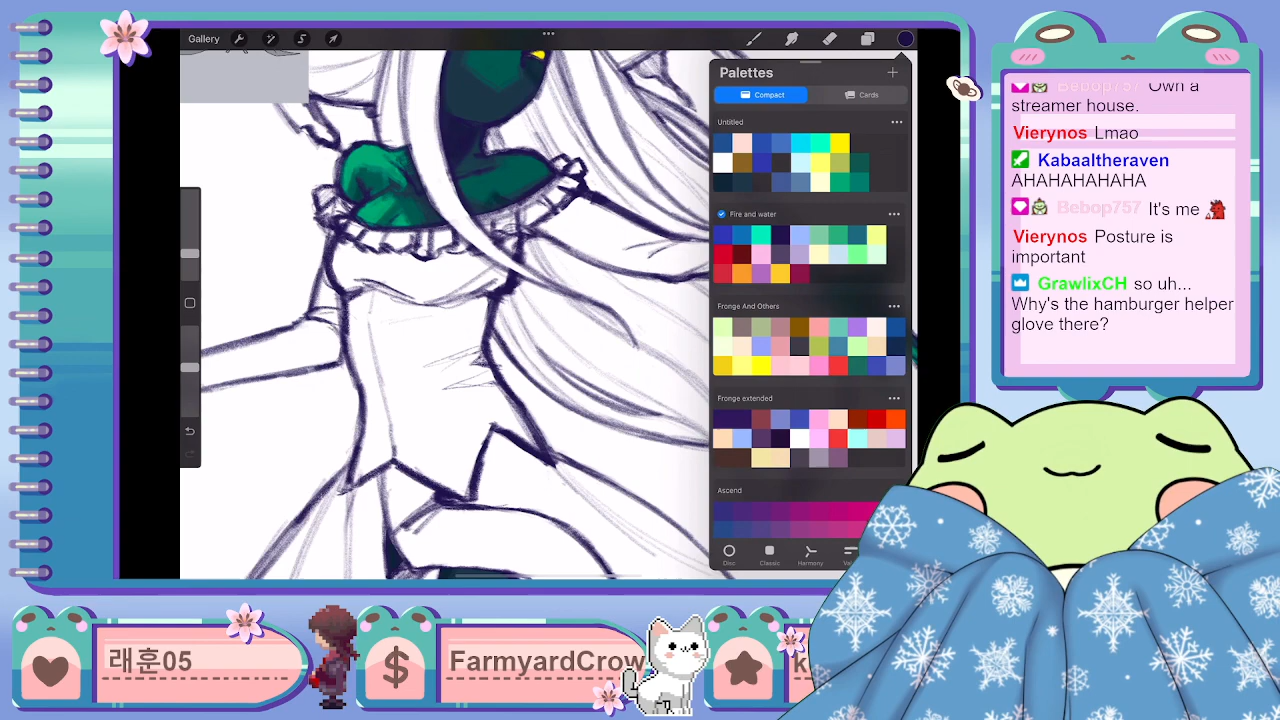 Gallery
Palettes
Compact
Cards
Untitled
Fire and water
Fronge And Others
Fronge extended
Ascend
Disc
Classic
Harmony
Bebop757 Own a
streamer house.
Vierynos Lmao
Kabaaltheraven
AHAHAHAHAHA
Bebop757 It's me
Vierynos Posture is
important
GrawlixCH so uh...
Why's the hamburger helper
glove there?
래훈05
$
FarmyardCrow